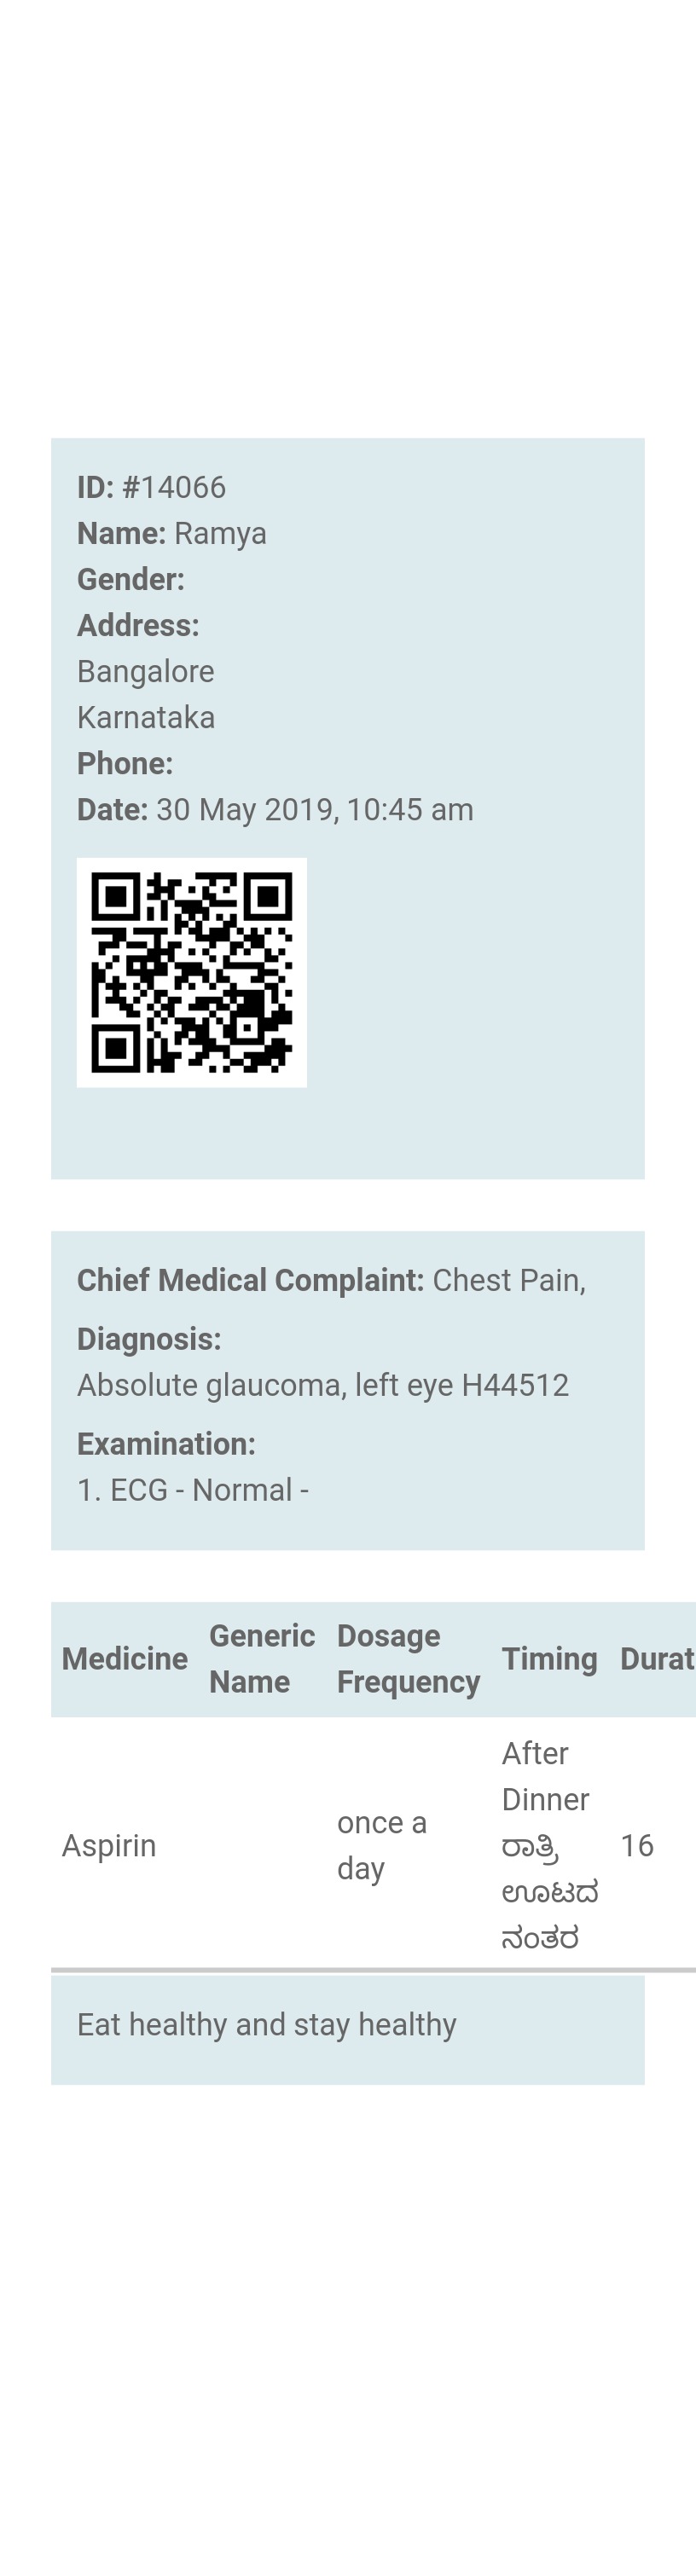 ID: #14066
Name: Ramya
Gender:
Address:
Bangalore
Karnataka
Phone:
Date: 30 May 2019, 10:45 am
Chief Medical Complaint: Chest Pain,
Diagnosis:
Absolute glaucoma, left eye H44512
Examination:
1. ECG - Normal -
Medicine
Generic
Name
Dosage
Frequency
Timing
Durat
Aspirin
once a
day
After
Dinner
ರಾತ್ರಿ
ಊಟದ
ನಂತರ
16
Eat healthy and stay healthy